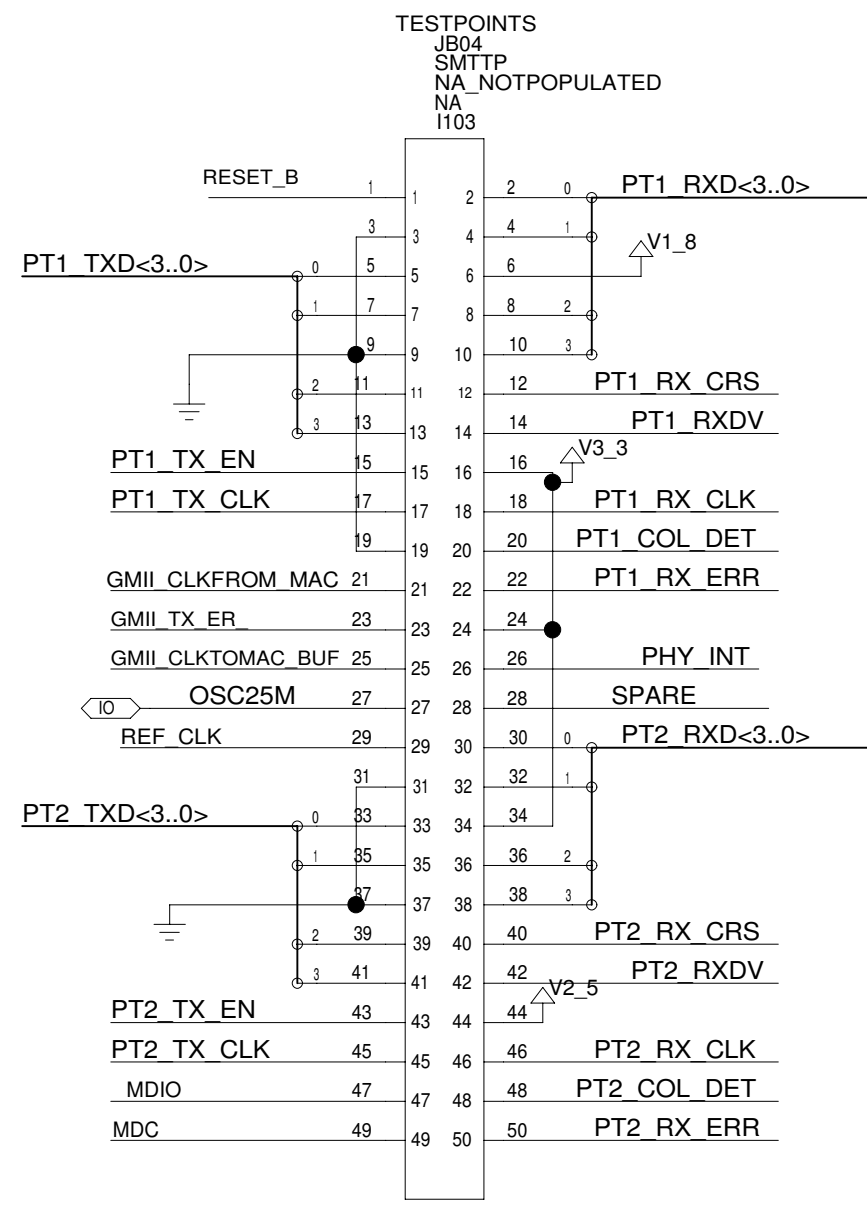 TESTPOINTS
JB04
SMTTP
NA_NOTPOPULATED
NA
I103
RESET_B 1 1 2 2 0 PT1_RXD<3..0>
3 3 4 4 1
V1_8
PT1_TXD<3..0> 0 5 5 6 6
1 7 7 8 8 2
9 9 10 10 3
2 11 11 12 12 PT1_RX_CRS
3 13 13 14 14 PT1_RXDV
V3_3
PT1_TX_EN 15 15 16 16
PT1_TX_CLK 17 17 18 18 PT1_RX_CLK
19 19 20 20 PT1_COL_DET
GMII_CLKFROM_MAC 21 21 22 22 PT1_RX_ERR
GMII_TX_ER_ 23 23 24 24
GMII_CLKTOMAC_BUF 25 25 26 26 PHY_INT
IO OSC25M 27 27 28 28 SPARE
REF_CLK 29 29 30 30 0 PT2_RXD<3..0>
31 31 32 32 1
PT2_TXD<3..0> 0 33 33 34 34
1 35 35 36 36 2
37 37 38 38 3
2 39 39 40 40 PT2_RX_CRS
3 41 41 42 42 PT2_RXDV
V2_5
PT2_TX_EN 43 43 44 44
PT2_TX_CLK 45 45 46 46 PT2_RX_CLK
MDIO 47 47 48 48 PT2_COL_DET
MDC 49 49 50 50 PT2_RX_ERR